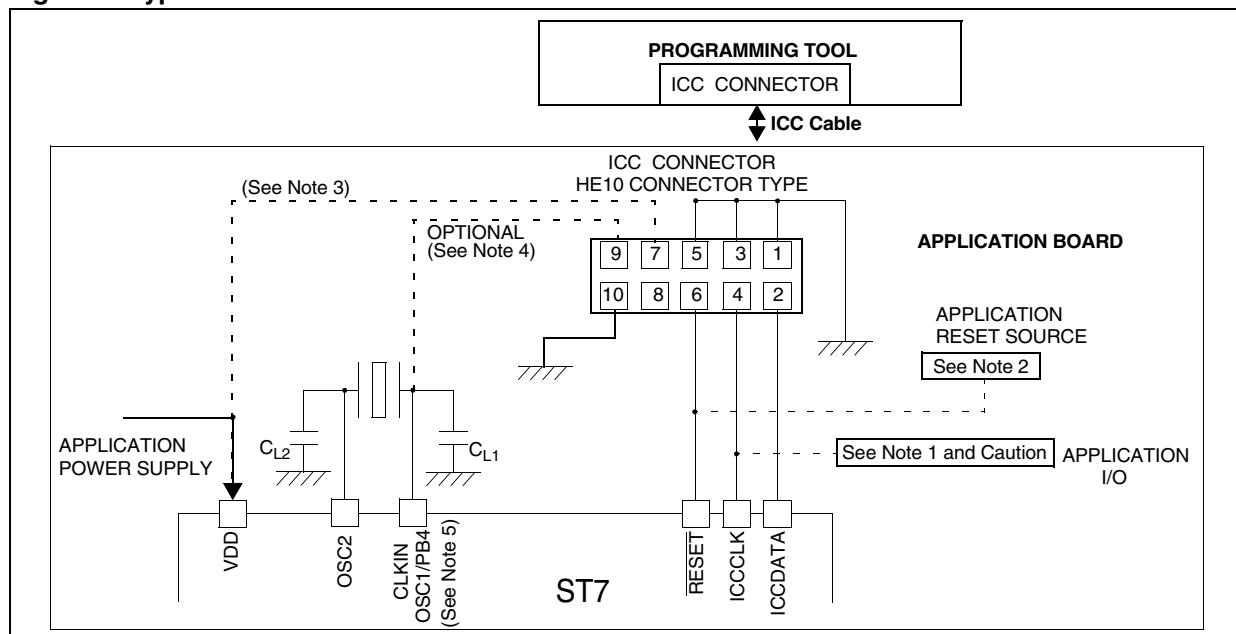 PROGRAMMING TOOL
ICC CONNECTOR
ICC Cable
ICC CONNECTOR
HE10 CONNECTOR TYPE
(See Note 3)
OPTIONAL
(See Note 4)
9 7 5 3 1
10 8 6 4 2
APPLICATION BOARD
APPLICATION
RESET SOURCE
See Note 2
APPLICATION
POWER SUPPLY
CL2
CL1
See Note 1 and Caution
APPLICATION
I/O
VDD
OSC2
CLKIN
OSC1/PB4
(See Note 5)
ST7
RESET
ICCCLK
ICCDATA